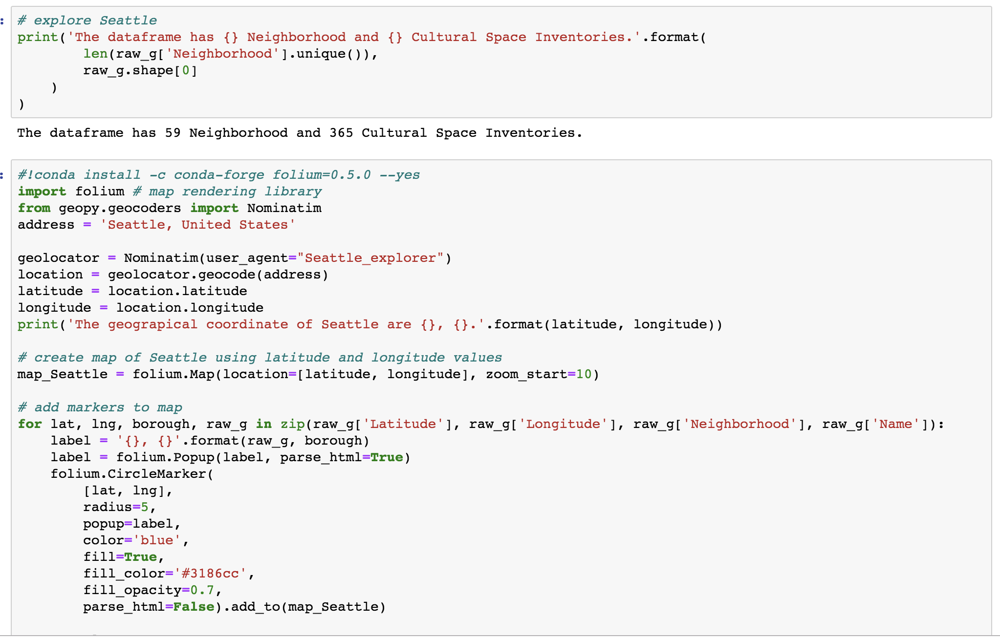 # explore Seattle
print('The dataframe has {} Neighborhood and {} Cultural Space Inventories.'.format(
        len(raw_g['Neighborhood'].unique()),
        raw_g.shape[0]
    )
)
The dataframe has 59 Neighborhood and 365 Cultural Space Inventories.
#!conda install -c conda-forge folium=0.5.0 --yes
import folium # map rendering library
from geopy.geocoders import Nominatim
address = 'Seattle, United States'

geolocator = Nominatim(user_agent="Seattle_explorer")
location = geolocator.geocode(address)
latitude = location.latitude
longitude = location.longitude
print('The geograpical coordinate of Seattle are {}, {}.'.format(latitude, longitude))

# create map of Seattle using latitude and longitude values
map_Seattle = folium.Map(location=[latitude, longitude], zoom_start=10)

# add markers to map
for lat, lng, borough, raw_g in zip(raw_g['Latitude'], raw_g['Longitude'], raw_g['Neighborhood'], raw_g['Name']):
    label = '{}, {}'.format(raw_g, borough)
    label = folium.Popup(label, parse_html=True)
    folium.CircleMarker(
        [lat, lng],
        radius=5,
        popup=label,
        color='blue',
        fill=True,
        fill_color='#3186cc',
        fill_opacity=0.7,
        parse_html=False).add_to(map_Seattle)